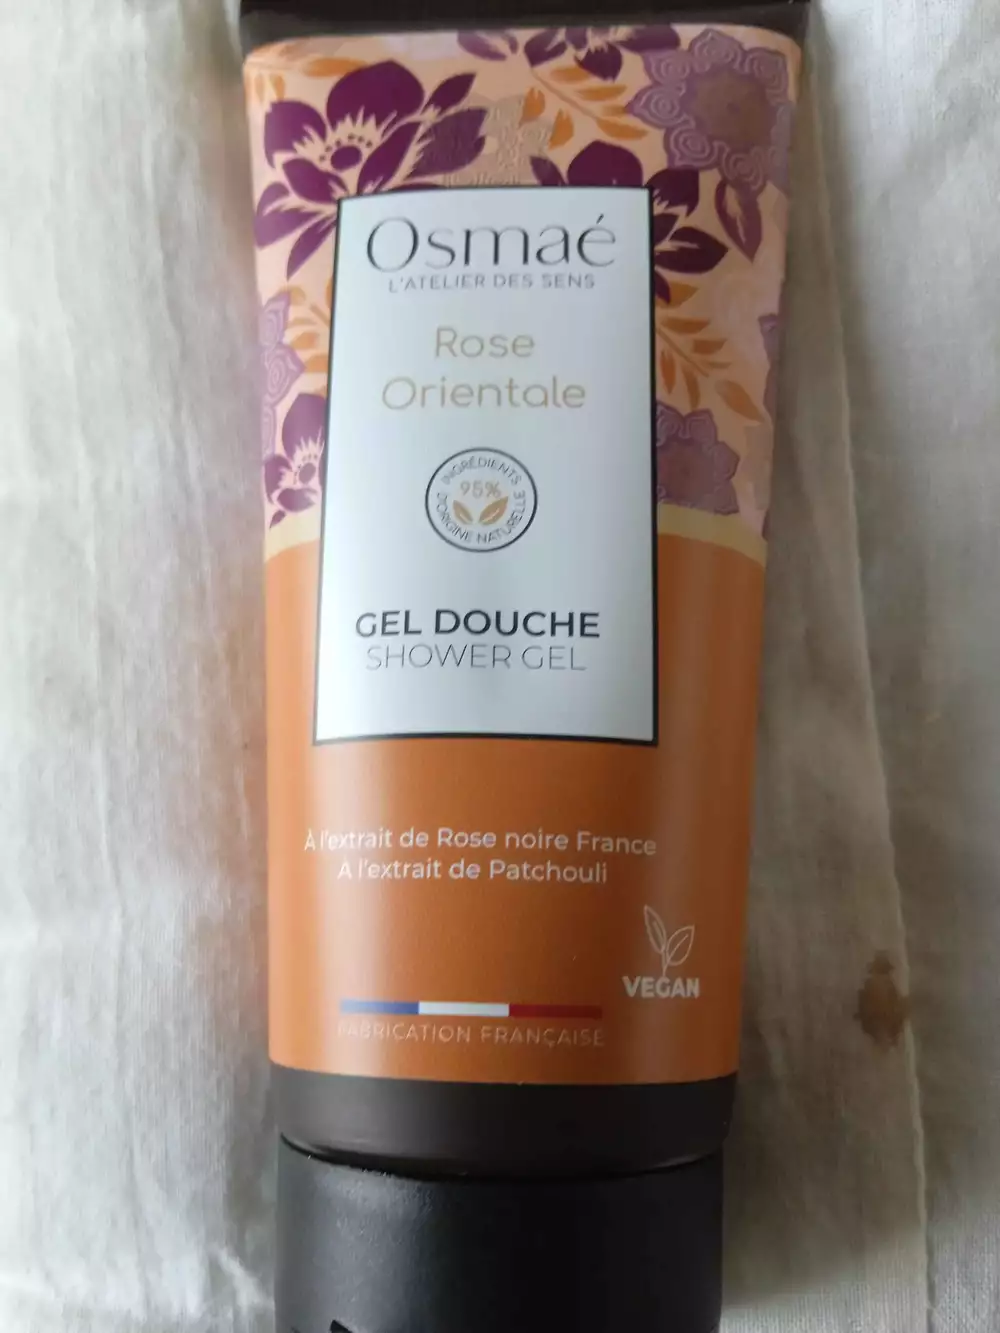 Osmaé
L'ATELIER DES SENS
Rose
Orientale
INGRÉDIENTS
95%
D'ORIGINE NATURELLE
GEL DOUCHE
SHOWER GEL
À l'extrait de Rose noire France
À l'extrait de Patchouli
VEGAN
FABRICATION FRANÇAISE